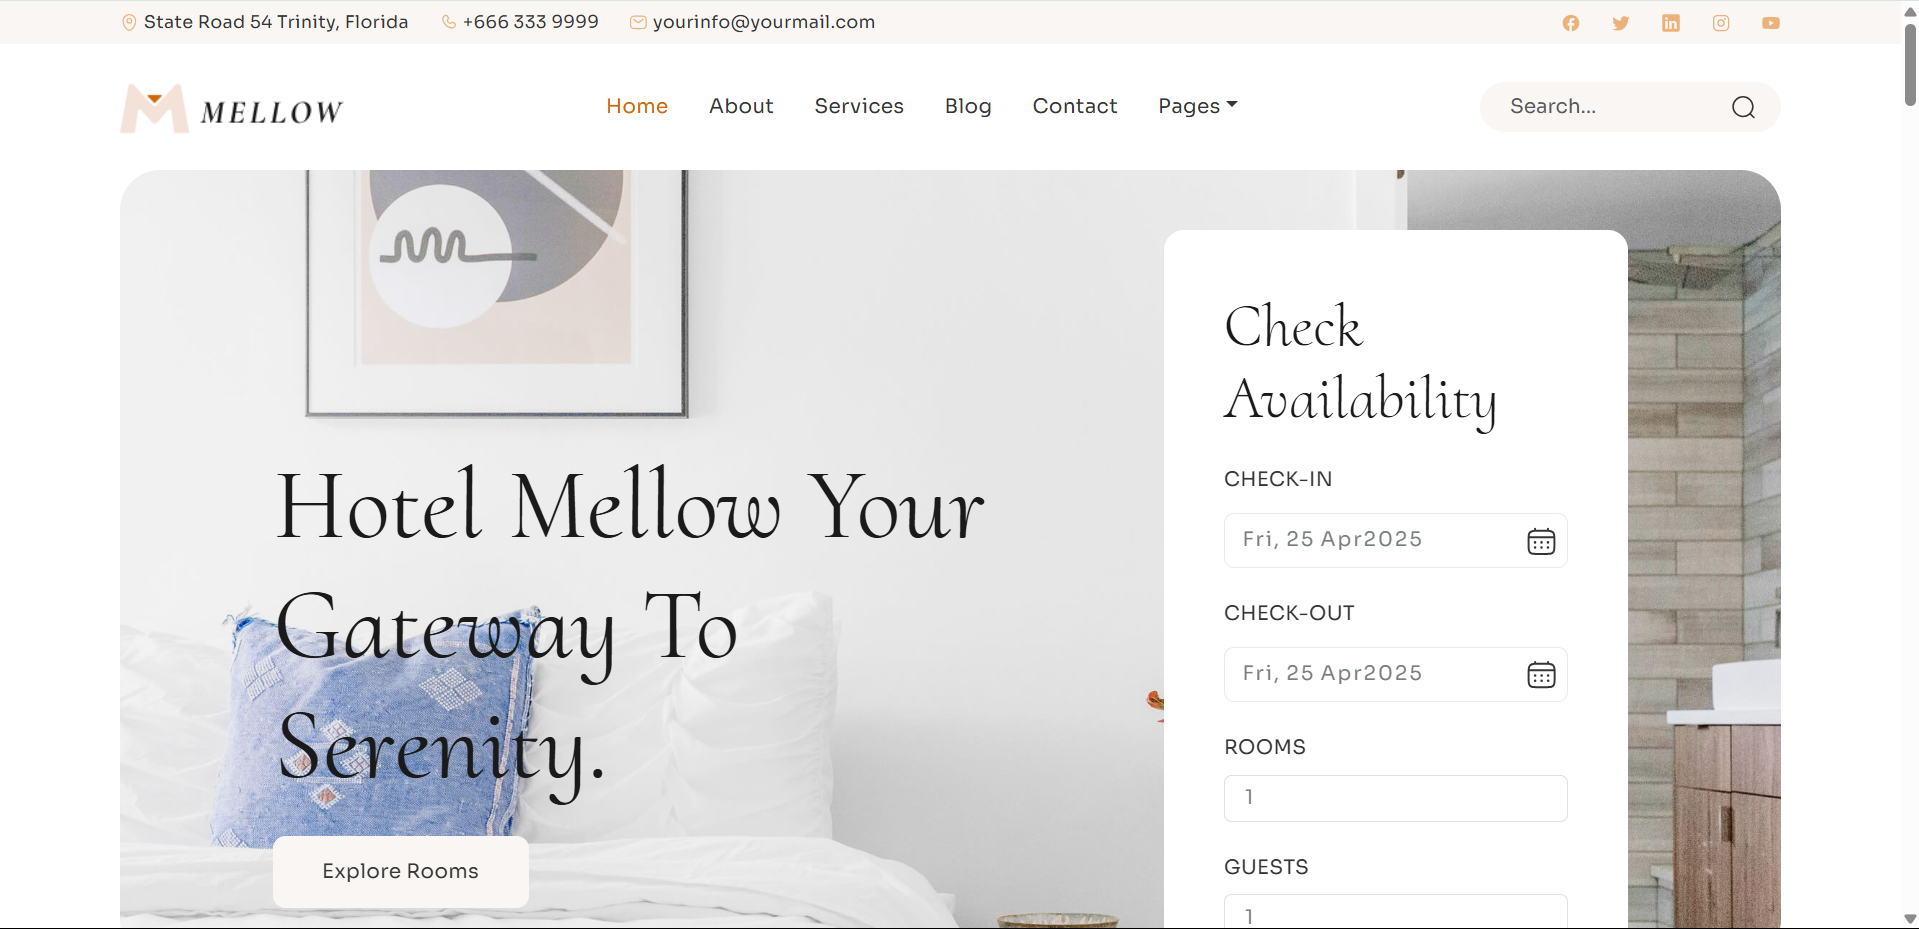 State Road 54 Trinity, Florida +666 333 9999 yourinfo@yourmail.com
MELLOW
Home About Services Blog Contact Pages
Search...
Hotel Mellow Your
Gateway To
Serenity.
Explore Rooms
Check
Availability
CHECK-IN
Fri, 25 Apr2025
CHECK-OUT
Fri, 25 Apr2025
ROOMS
1
GUESTS
1